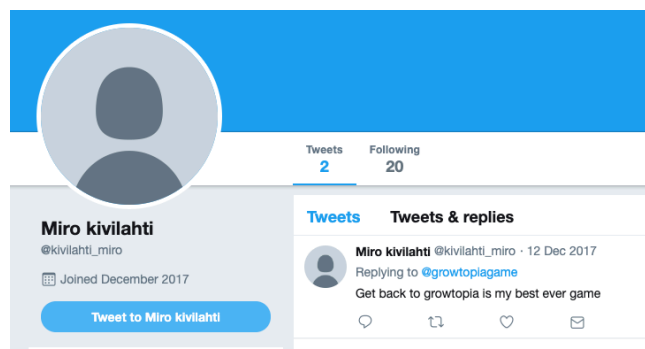 Tweets Following
2 20
Miro kivilahti
@kivilahti_miro
Joined December 2017
Tweet to Miro kivilahti
Tweets Tweets & replies
Miro kivilahti @kivilahti_miro · 12 Dec 2017
Replying to @growtopiagame
Get back to growtopia is my best ever game